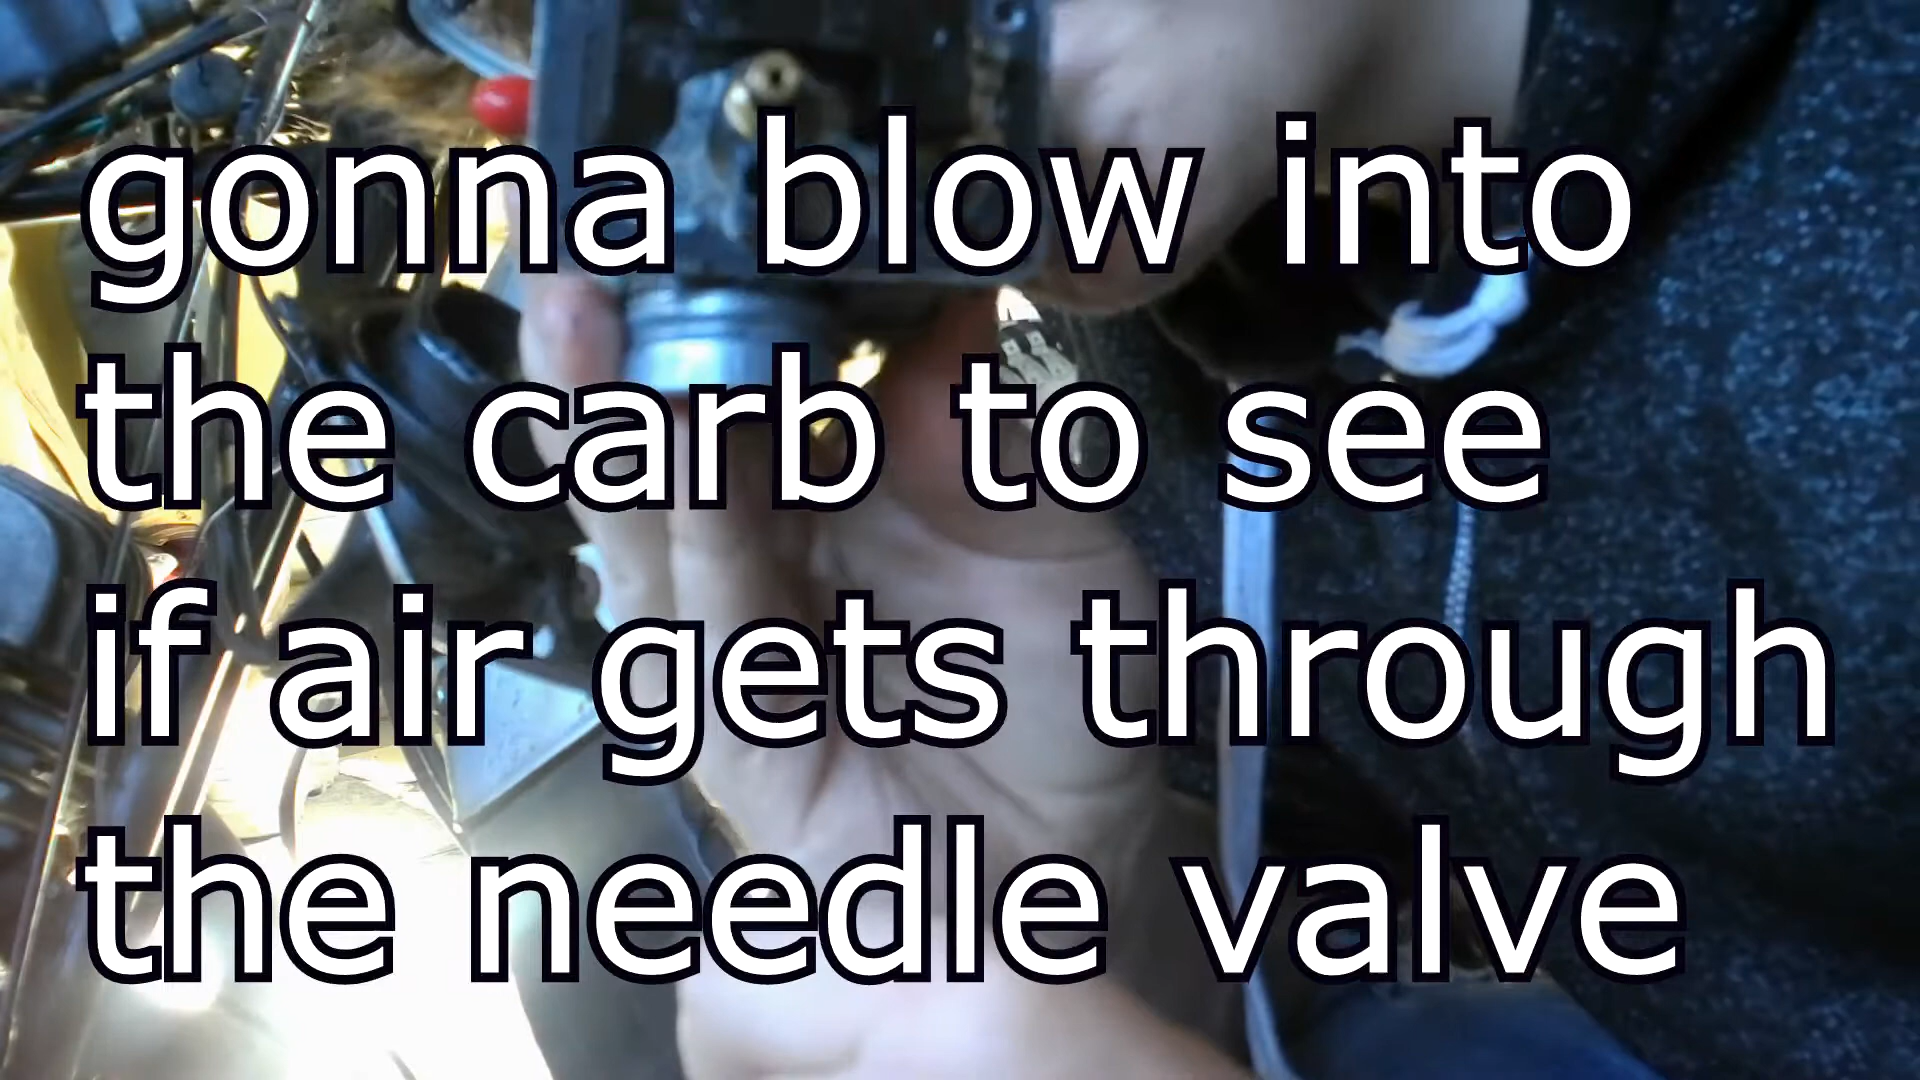 gonna blow into
the carb to see
if air gets through
the needle valve